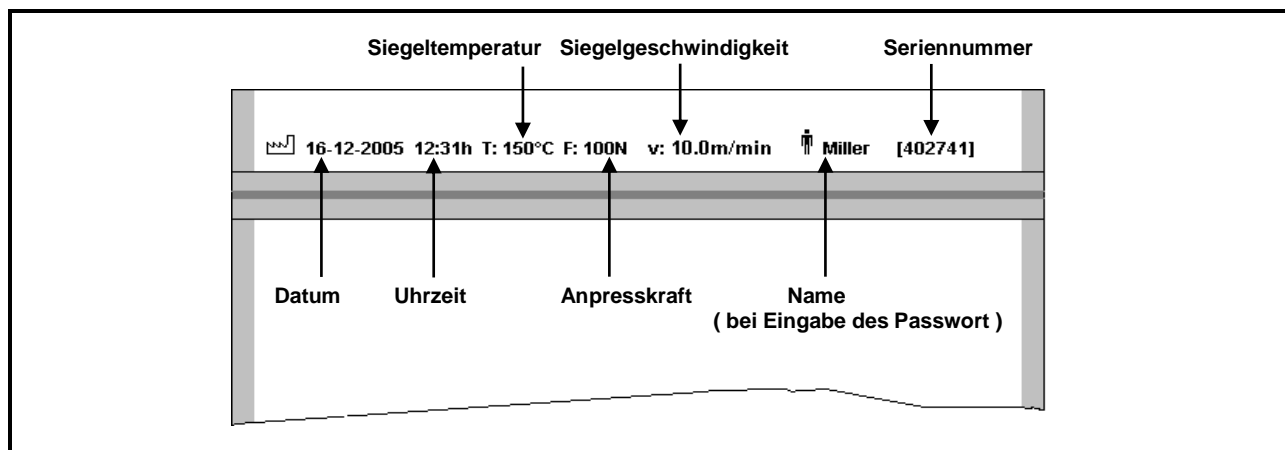 Siegeltemperatur Siegelgeschwindigkeit Seriennummer
16-12-2005 12:31h T: 150°C F: 100N v: 10.0m/min Miller [402741]
Datum Uhrzeit Anpresskraft Name
( bei Eingabe des Passwort )